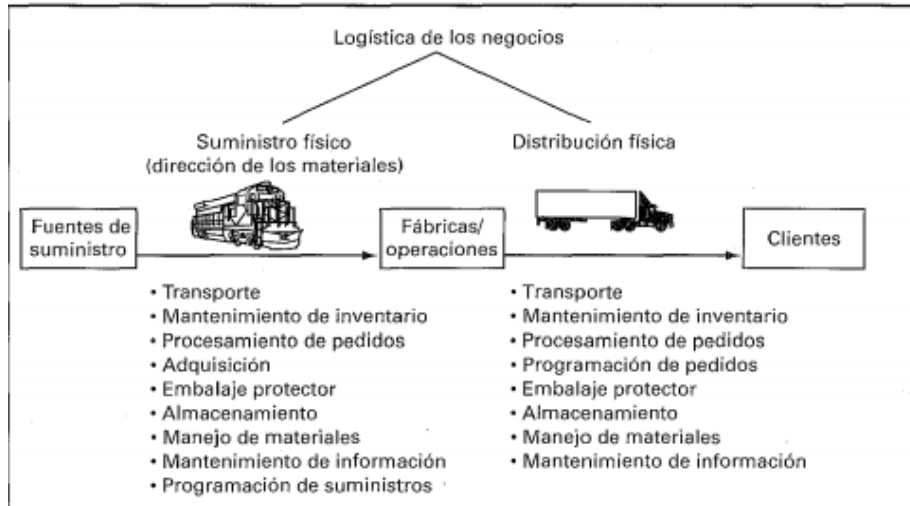 Logística de los negocios
Suministro físico
(dirección de los materiales)
Distribución física
Fuentes de
suministro
Fábricas/
operaciones
Clientes
• Transporte
• Mantenimiento de inventario
• Procesamiento de pedidos
• Adquisición
• Embalaje protector
• Almacenamiento
• Manejo de materiales
• Mantenimiento de información
• Programación de suministros
• Transporte
• Mantenimiento de inventario
• Procesamiento de pedidos
• Programación de pedidos
• Embalaje protector
• Almacenamiento
• Manejo de materiales
• Mantenimiento de información